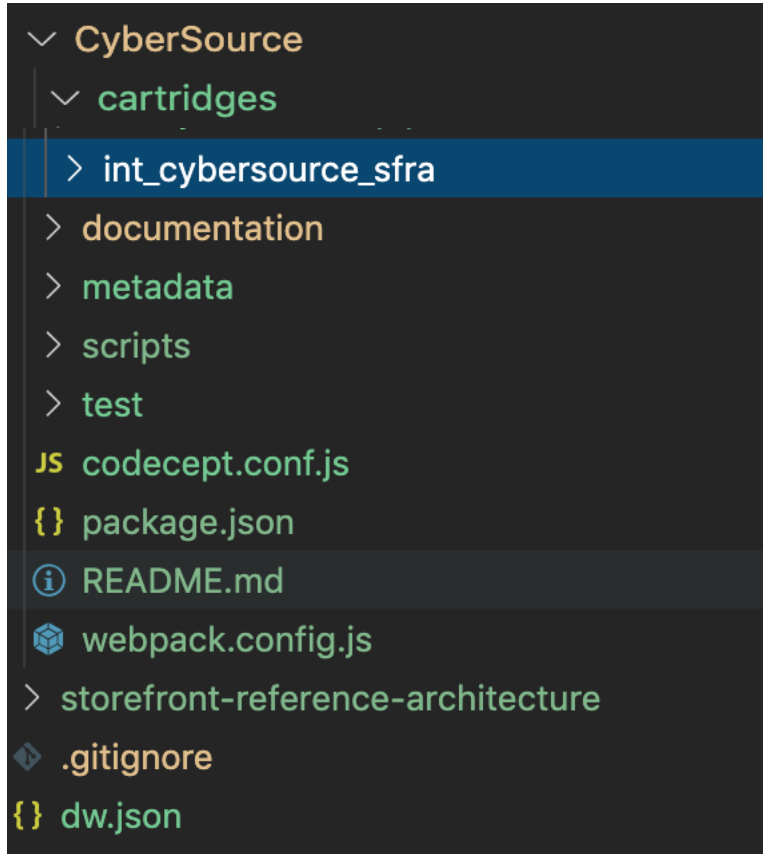 CyberSource
cartridges
int_cybersource_sfra
documentation
metadata
scripts
test
JS codecept.conf.js
{} package.json
README.md
webpack.config.js
storefront-reference-architecture
.gitignore
{} dw.json